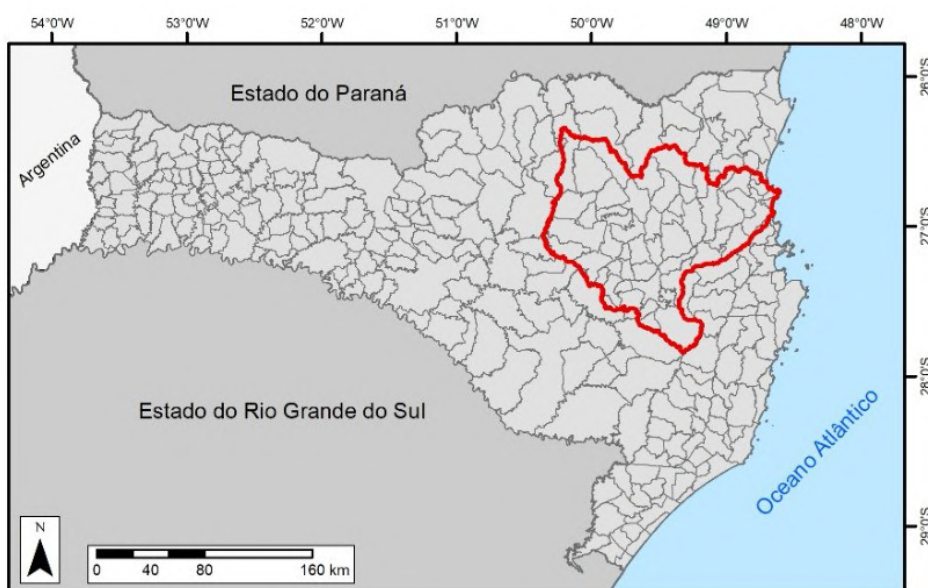 54°0'W 53°0'W 52°0'W 51°0'W 50°0'W 49°0'W 48°0'W
26°0'S
Estado do Paraná
Argentina
27°0'S
28°0'S
Estado do Rio Grande do Sul
Oceano Atlântico
29°0'S
N
0 40 80 160 km